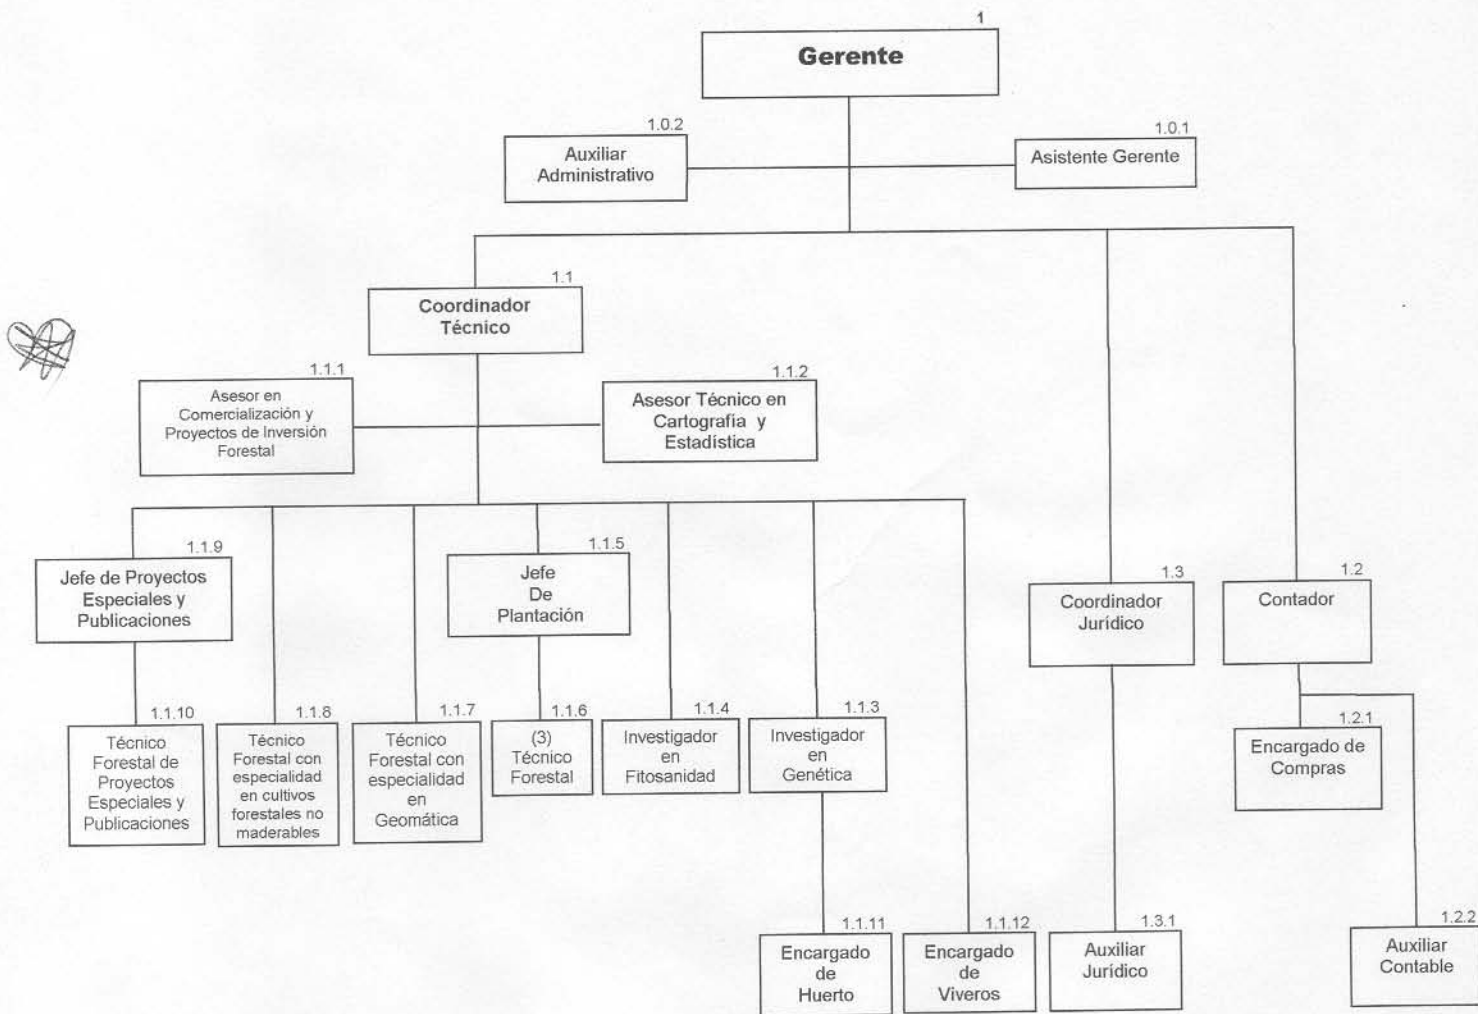 1
Gerente
1.0.2
Auxiliar
Administrativo
1.0.1
Asistente Gerente
1.1
Coordinador
Técnico
1.1.1
Asesor en
Comercialización y
Proyectos de Inversión
Forestal
1.1.2
Asesor Técnico en
Cartografía y
Estadística
1.1.9
Jefe de Proyectos
Especiales y
Publicaciones
1.1.5
Jefe
De
Plantación
1.3
Coordinador
Jurídico
1.2
Contador
1.1.10
Técnico
Forestal de
Proyectos
Especiales y
Publicaciones
1.1.8
Técnico
Forestal con
especialidad
en cultivos
forestales no
maderables
1.1.7
Técnico
Forestal con
especialidad
en
Geomática
1.1.6
(3)
Técnico
Forestal
1.1.4
Investigador
en
Fitosanidad
1.1.3
Investigador
en
Genética
1.2.1
Encargado de
Compras
1.1.11
Encargado
de
Huerto
1.1.12
Encargado
de
Viveros
1.3.1
Auxiliar
Jurídico
1.2.2
Auxiliar
Contable